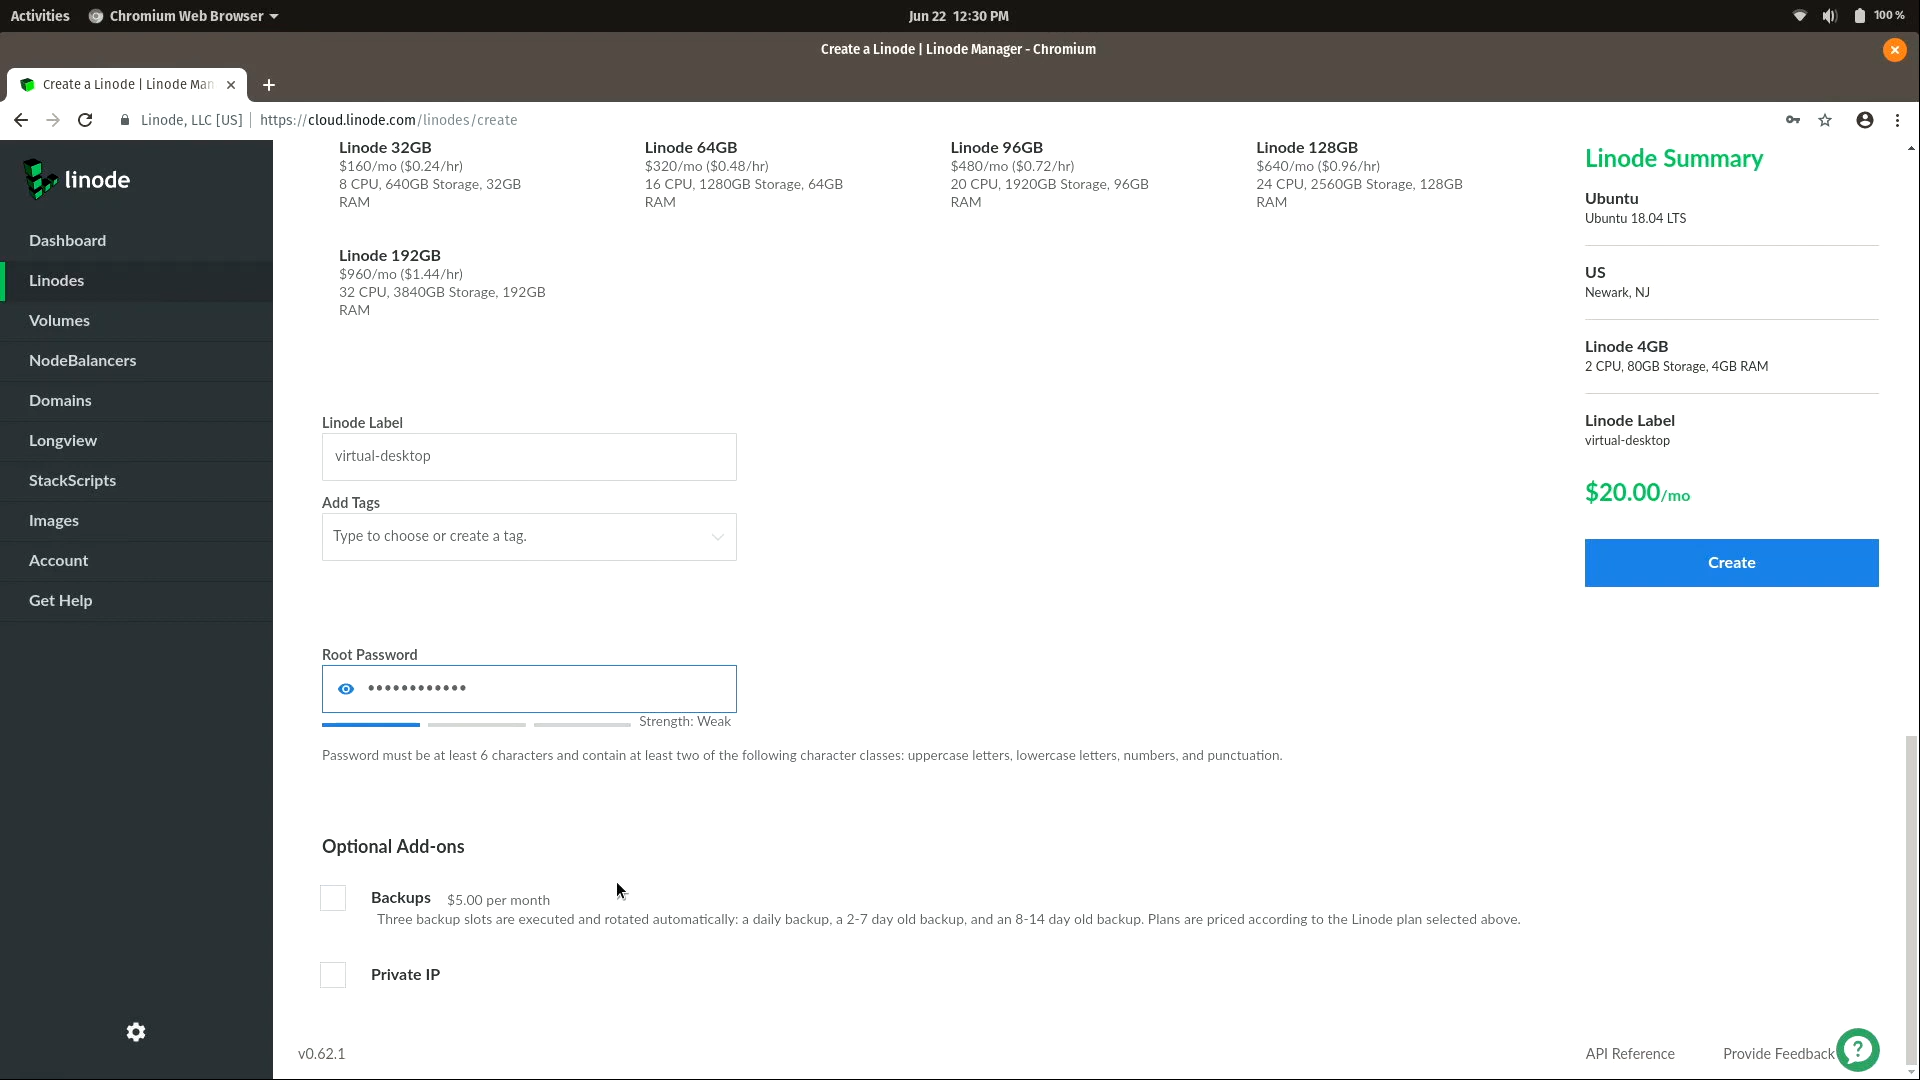 Activities
Chromium Web Browser
Jun 22 12:30 PM
100 %
Create a Linode | Linode Manager - Chromium
Create a Linode | Linode Man
Linode, LLC [US]
https://cloud.linode.com/linodes/create
linode
Dashboard
Linodes
Volumes
NodeBalancers
Domains
Longview
StackScripts
Images
Account
Get Help
Linode 32GB
$160/mo ($0.24/hr)
8 CPU, 640GB Storage, 32GB
RAM
Linode 64GB
$320/mo ($0.48/hr)
16 CPU, 1280GB Storage, 64GB
RAM
Linode 96GB
$480/mo ($0.72/hr)
20 CPU, 1920GB Storage, 96GB
RAM
Linode 128GB
$640/mo ($0.96/hr)
24 CPU, 2560GB Storage, 128GB
RAM
Linode 192GB
$960/mo ($1.44/hr)
32 CPU, 3840GB Storage, 192GB
RAM
Linode Label
virtual-desktop
Add Tags
Type to choose or create a tag.
Root Password
••••••••••••
Strength: Weak
Password must be at least 6 characters and contain at least two of the following character classes: uppercase letters, lowercase letters, numbers, and punctuation.
Optional Add-ons
Backups $5.00 per month
Three backup slots are executed and rotated automatically: a daily backup, a 2-7 day old backup, and an 8-14 day old backup. Plans are priced according to the Linode plan selected above.
Private IP
Linode Summary
Ubuntu
Ubuntu 18.04 LTS
US
Newark, NJ
Linode 4GB
2 CPU, 80GB Storage, 4GB RAM
Linode Label
virtual-desktop
$20.00/mo
Create
v0.62.1
API Reference
Provide Feedback
?